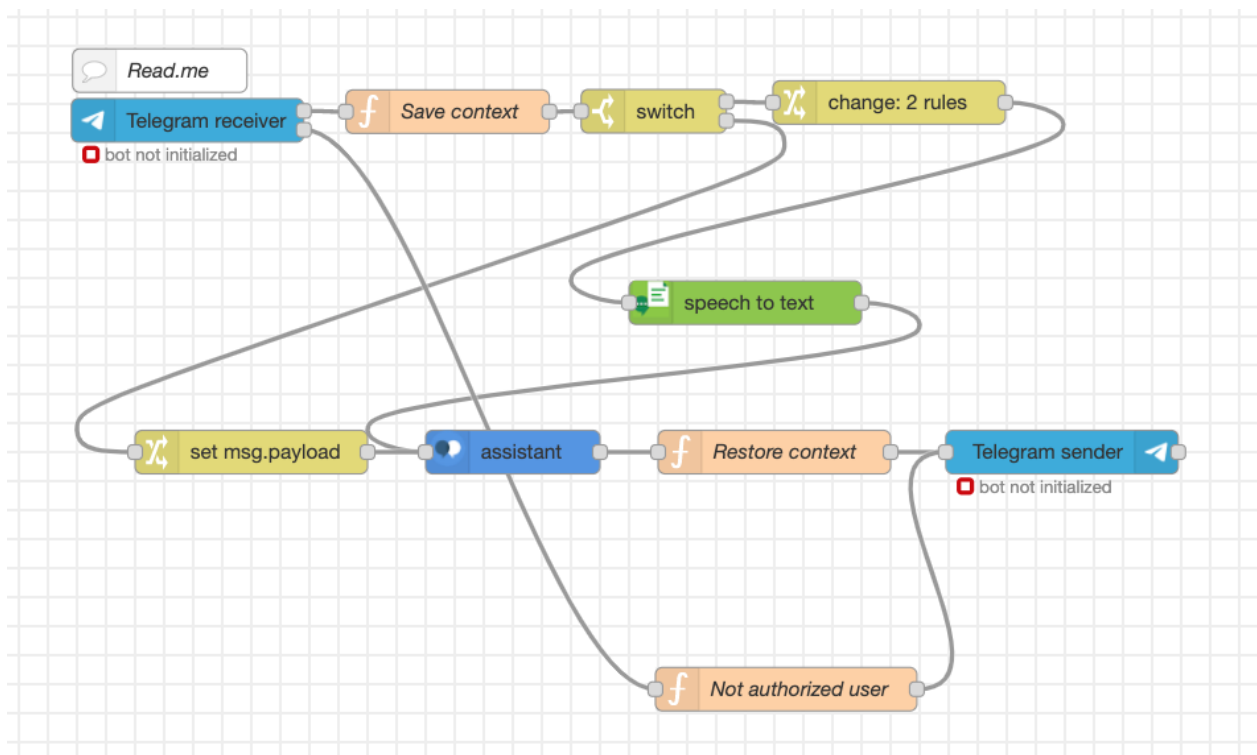 Read.me
Telegram receiver
bot not initialized
Save context
switch
change: 2 rules
speech to text
set msg.payload
assistant
Restore context
Telegram sender
bot not initialized
Not authorized user